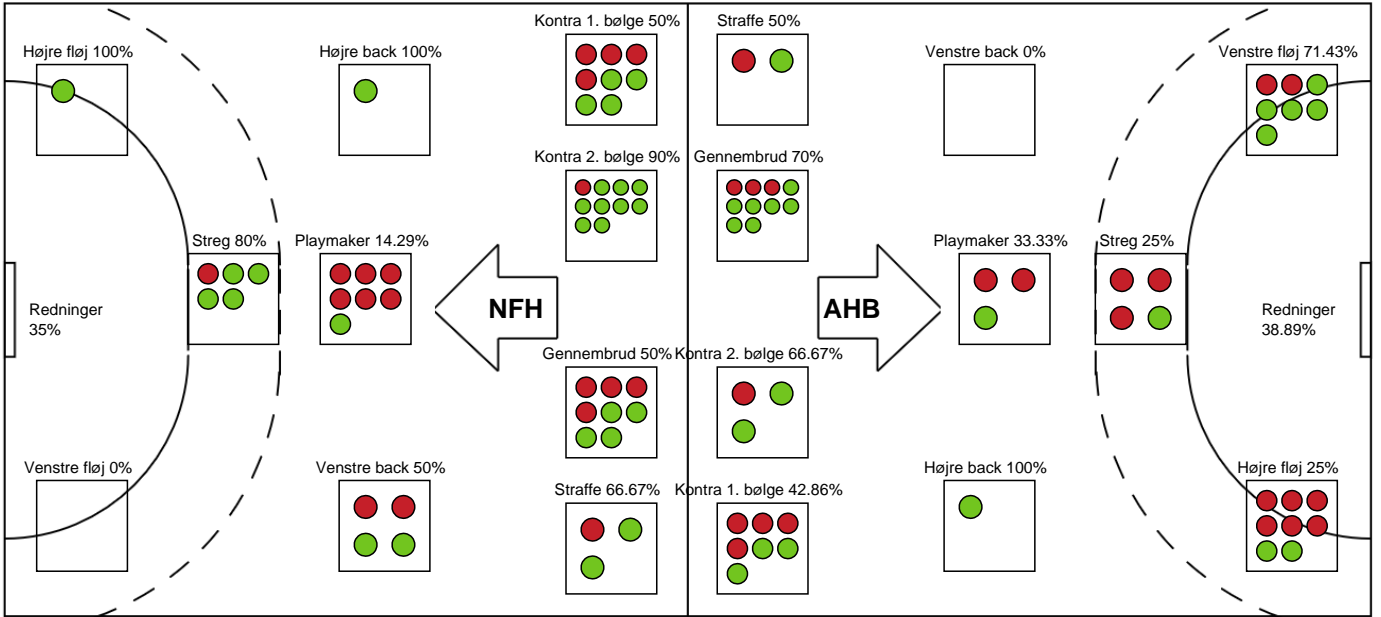 Kontra 1. bølge 50%
Straffe 50%
Højre fløj 100%
Højre back 100%
Venstre back 0%
Venstre fløj 71.43%
Kontra 2. bølge 90%
Gennembrud 70%
Streg 80%
Playmaker 14.29%
Playmaker 33.33%
Streg 25%
Redninger
35%
NFH
AHB
Redninger
38.89%
Gennembrud 50%
Kontra 2. bølge 66.67%
Venstre fløj 0%
Venstre back 50%
Højre back 100%
Højre fløj 25%
Straffe 66.67%
Kontra 1. bølge 42.86%